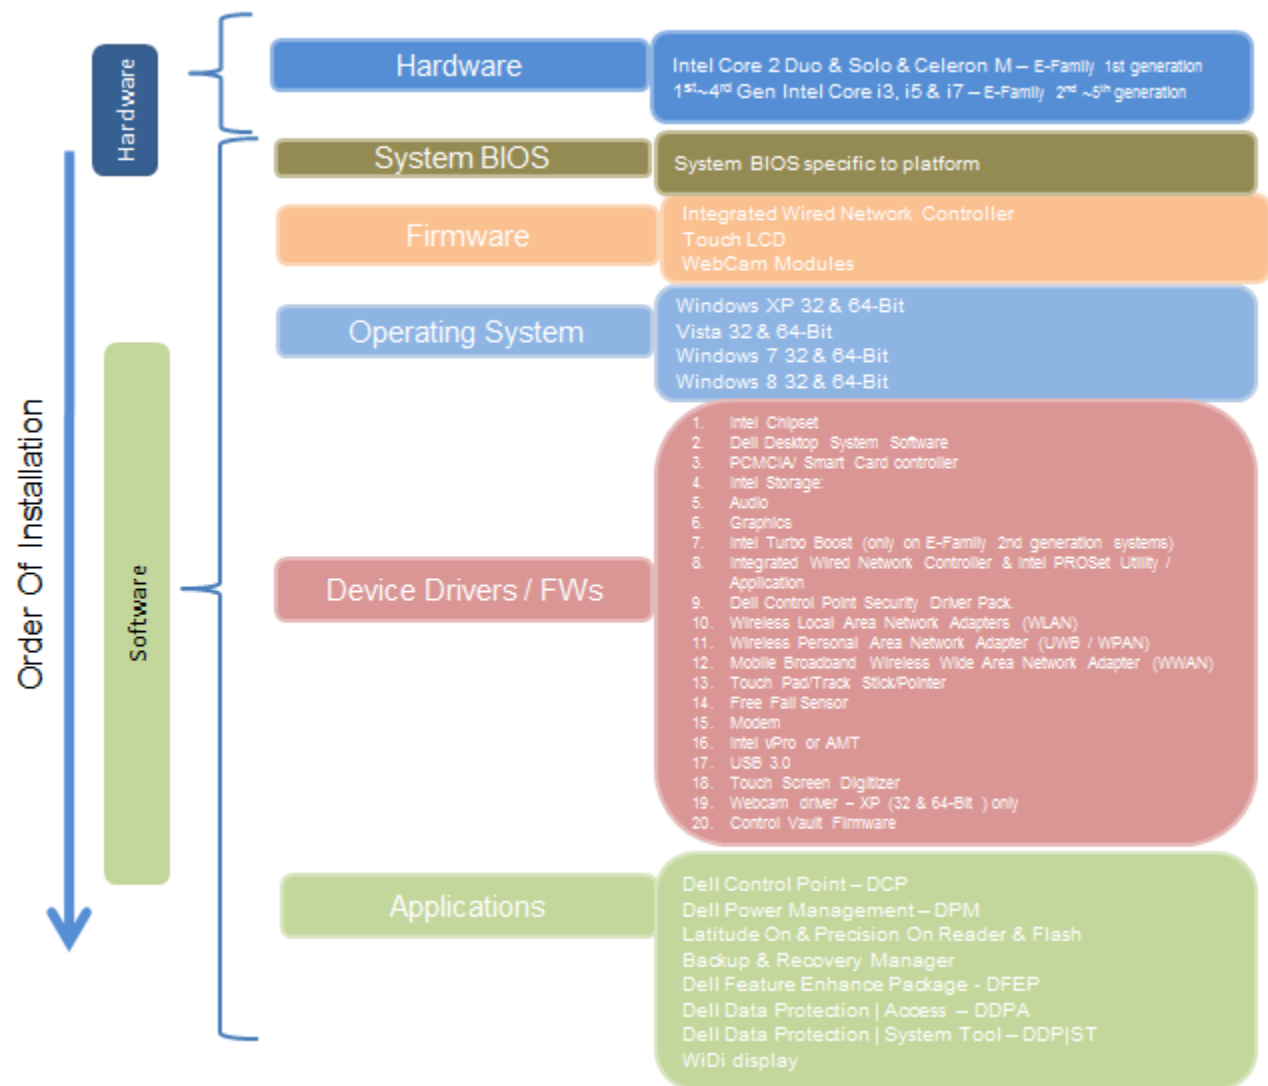 Order Of Installation
Hardware
Software
Hardware
Intel Core 2 Duo & Solo & Celeron M – E-Family 1st generation
1st~4rd Gen Intel Core i3, i5 & i7 – E-Family 2nd ~5th generation
System BIOS
System BIOS specific to platform
Firmware
Integrated Wired Network Controller
Touch LCD
WebCam Modules
Operating System
Windows XP 32 & 64-Bit
Vista 32 & 64-Bit
Windows 7 32 & 64-Bit
Windows 8 32 & 64-Bit
Device Drivers / FWs
1. Intel Chipset
2. Dell Desktop System Software
3. PCMCIA/ Smart Card controller
4. Intel Storage:
5. Audio
6. Graphics
7. Intel Turbo Boost (only on E-Family 2nd generation systems)
8. Integrated Wired Network Controller & Intel PROSet Utility /
Application
9. Dell Control Point Security Driver Pack.
10. Wireless Local Area Network Adapters (WLAN)
11. Wireless Personal Area Network Adapter (UWB / WPAN)
12. Mobile Broadband Wireless Wide Area Network Adapter (WWAN)
13. Touch Pad/Track Stick/Pointer
14. Free Fall Sensor
15. Modem
16. Intel vPro or AMT
17. USB 3.0
18. Touch Screen Digitizer
19. Webcam driver – XP (32 & 64-Bit ) only
20. Control Vault Firmware
Applications
Dell Control Point – DCP
Dell Power Management – DPM
Latitude On & Precision On Reader & Flash
Backup & Recovery Manager
Dell Feature Enhance Package - DFEP
Dell Data Protection | Access – DDPA
Dell Data Protection | System Tool – DDP|ST
WiDi display